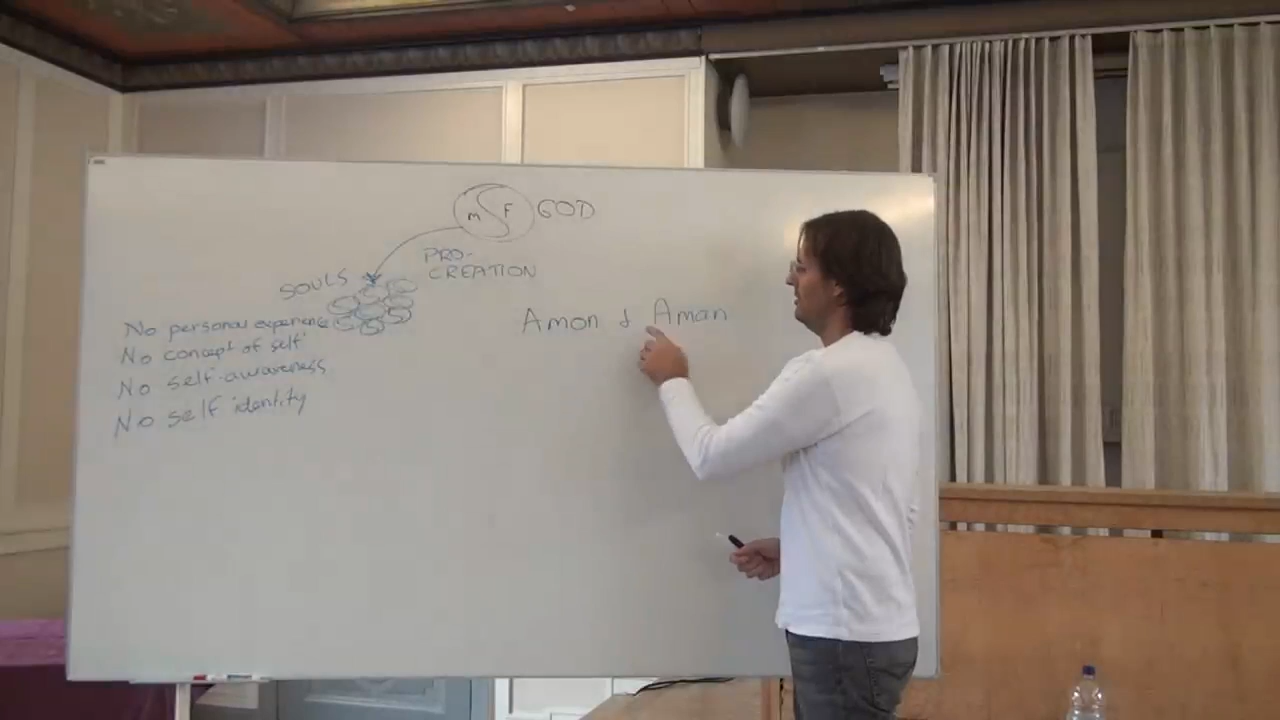 M F GOD
PRO-
CREATION
SOULS
No personal experience
No concept of self
No self-awareness
No self identity
Amon & Aman